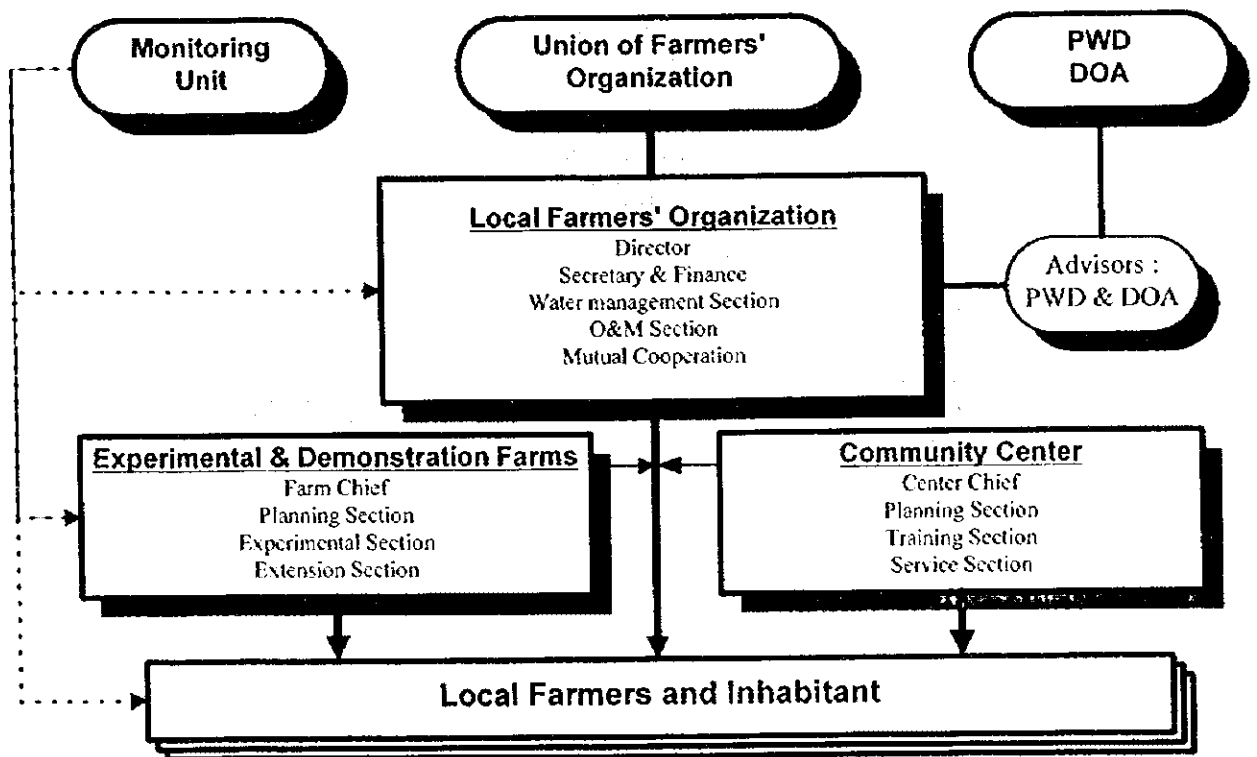 Monitoring
Unit
Union of Farmers'
Organization
PWD
DOA
Local Farmers' Organization
Director
Secretary & Finance
Water management Section
O&M Section
Mutual Cooperation
Advisors :
PWD & DOA
Experimental & Demonstration Farms
Farm Chief
Planning Section
Experimental Section
Extension Section
Community Center
Center Chief
Planning Section
Training Section
Service Section
Local Farmers and Inhabitant